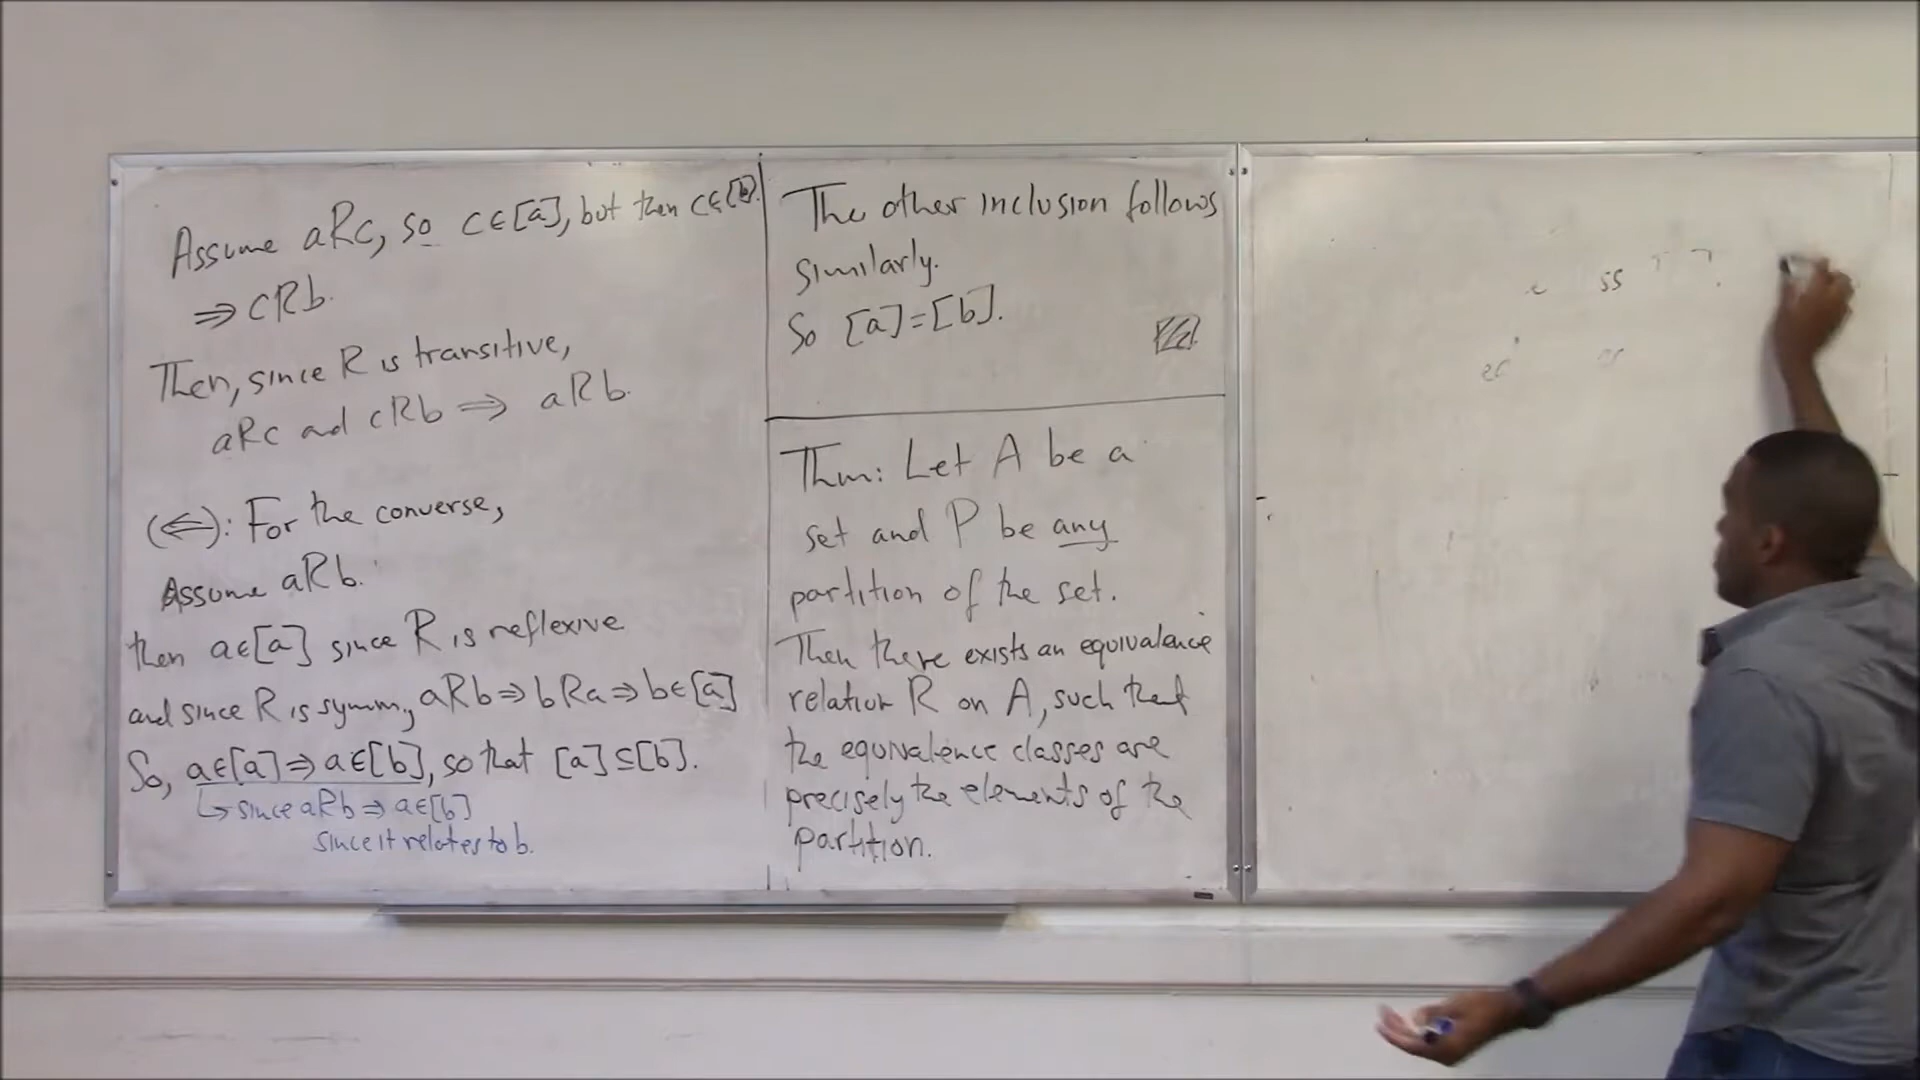 Assume aRc, so c∈[a], but then c∈[b].
⇒ cRb.
Then, since R is transitive,
aRc and cRb ⇒ aRb.
(⇐): For the converse,
Assume aRb.
then a∈[a] since R is reflexive
and since R is symm, aRb ⇒ bRa ⇒ b∈[a]
So, a∈[a] ⇒ a∈[b], so that [a]⊆[b].
↳ since aRb ⇒ a∈[b]
since it relates to b.
The other inclusion follows
similarly.
So [a]=[b].
Thm: Let A be a
set and P be any
partition of the set.
Then there exists an equivalence
relation R on A, such that
the equivalence classes are
precisely the elements of the
partition.